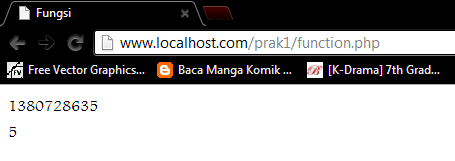 Fungsi
www.localhost.com/prak1/function.php
Free Vector Graphics... Baca Manga Komik ... [K-Drama] 7th Grad...
1380728635
5